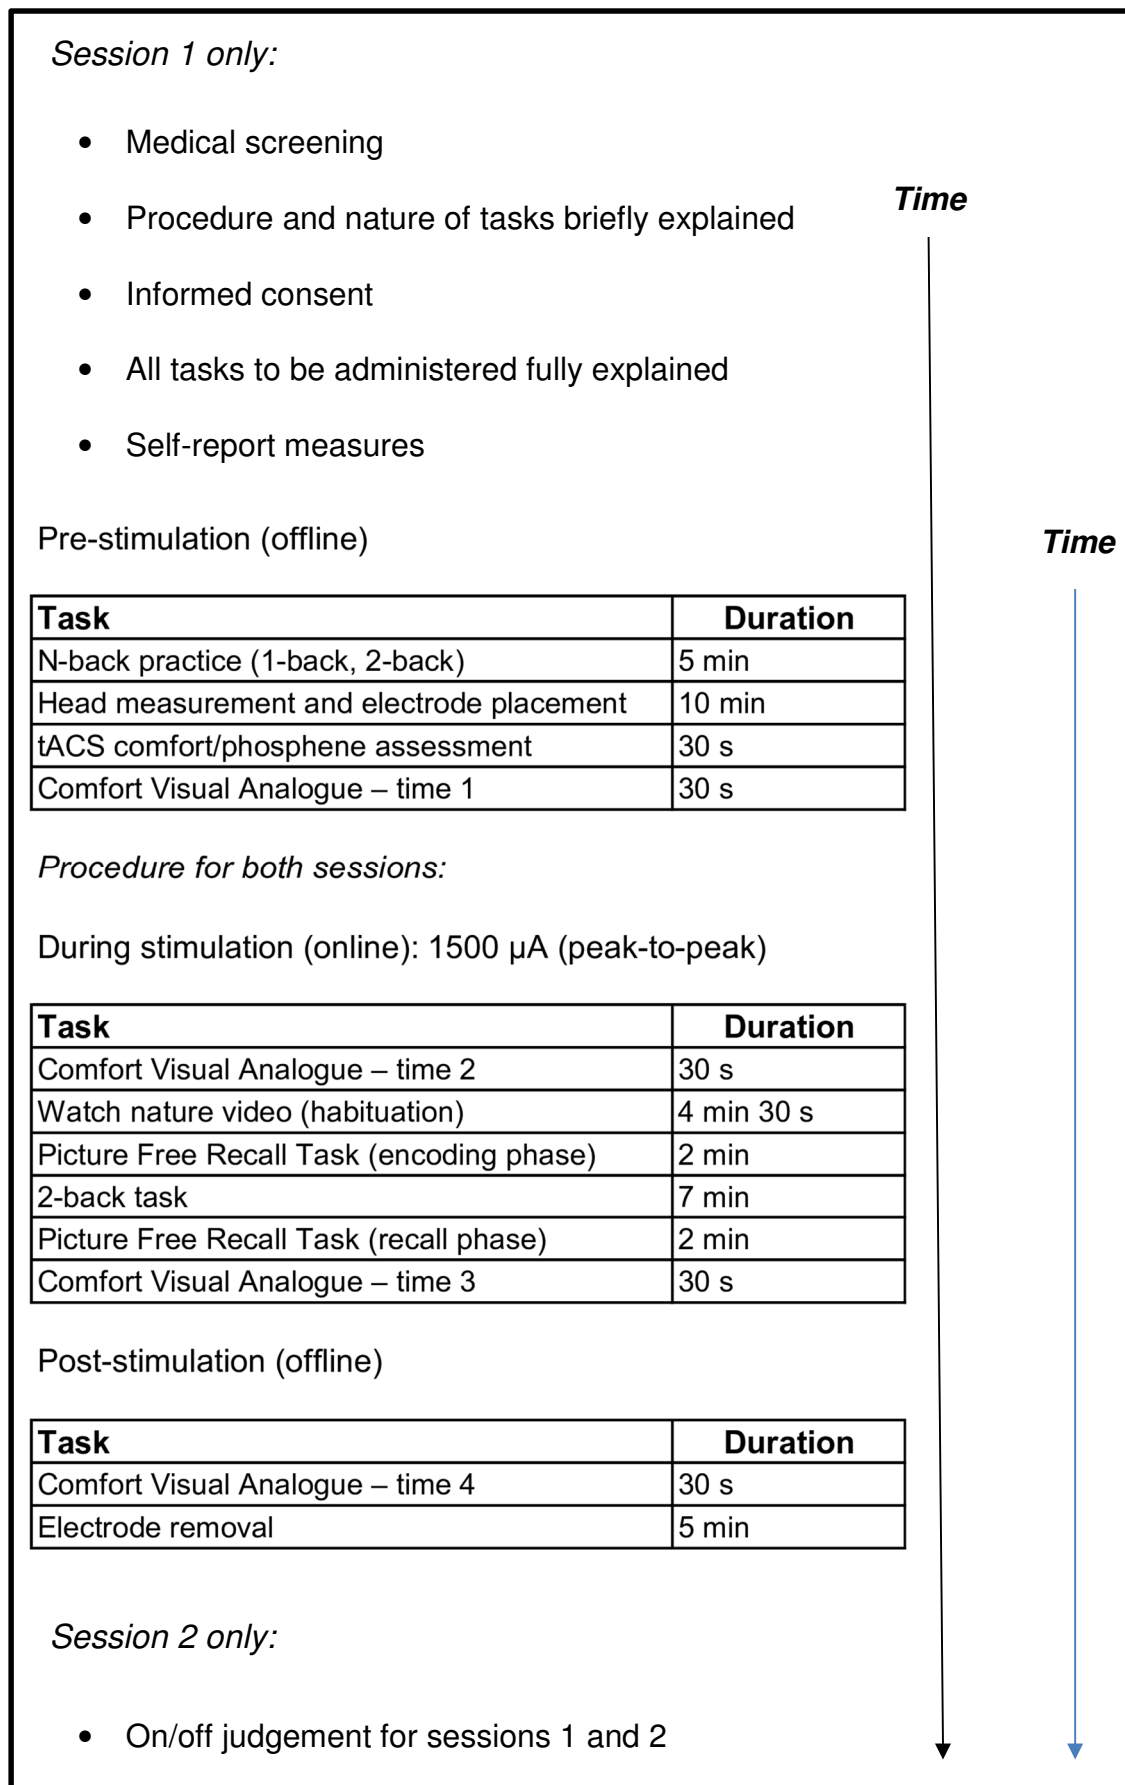 Session 1 only:
• Medical screening
• Procedure and nature of tasks briefly explained
Time
• Informed consent
• All tasks to be administered fully explained
• Self-report measures
Pre-stimulation (offline)
Time
Task Duration
N-back practice (1-back, 2-back) 5 min
Head measurement and electrode placement 10 min
tACS comfort/phosphene assessment 30 s
Comfort Visual Analogue – time 1 30 s
Procedure for both sessions:
During stimulation (online): 1500 µA (peak-to-peak)
Task Duration
Comfort Visual Analogue – time 2 30 s
Watch nature video (habituation) 4 min 30 s
Picture Free Recall Task (encoding phase) 2 min
2-back task 7 min
Picture Free Recall Task (recall phase) 2 min
Comfort Visual Analogue – time 3 30 s
Post-stimulation (offline)
Task Duration
Comfort Visual Analogue – time 4 30 s
Electrode removal 5 min
Session 2 only:
• On/off judgement for sessions 1 and 2